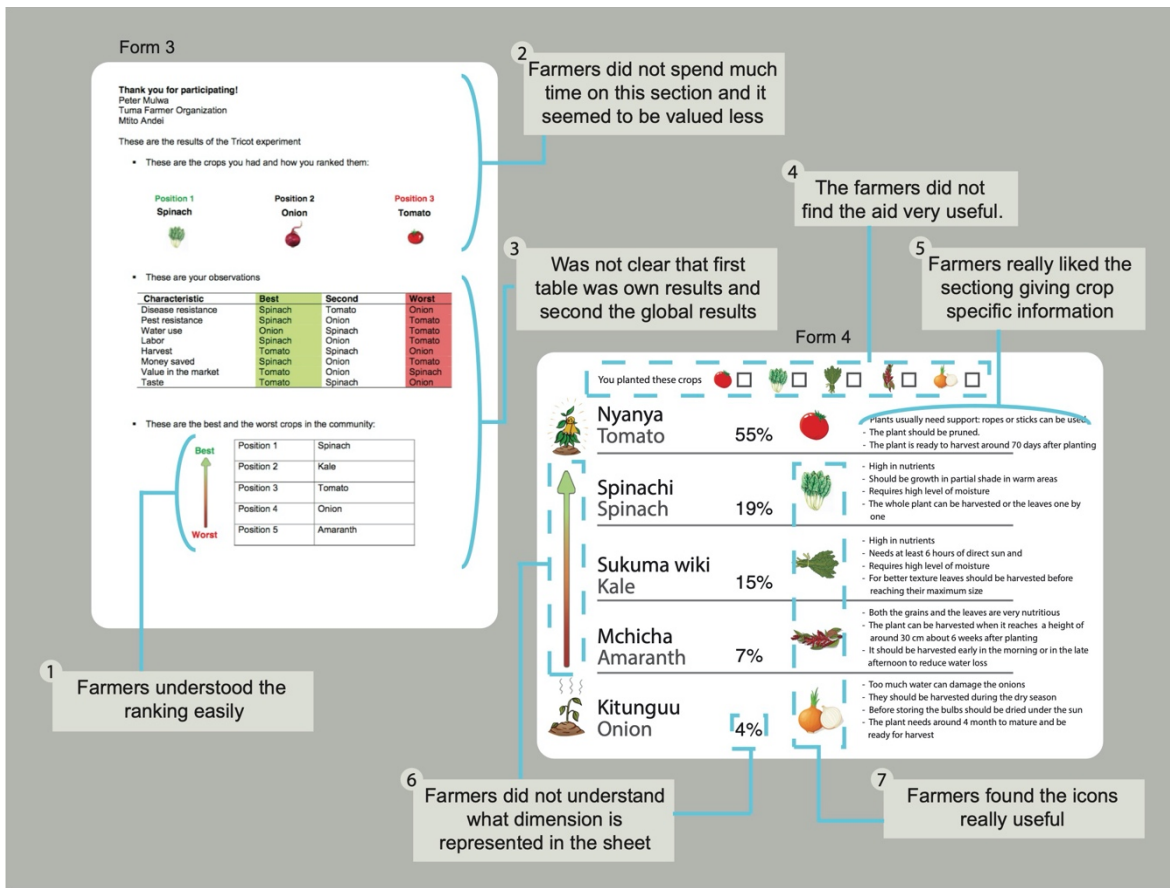 Form 3
Thank you for participating!
Peter Mulwa
Tuma Farmer Organization
Mtito Andei
These are the results of the Tricot experiment
• These are the crops you had and how you ranked them:
Position 1 Position 2 Position 3
Spinach Onion Tomato
• These are your observations
Characteristic Best Second Worst
Disease resistance Spinach Tomato Onion
Pest resistance Spinach Onion Tomato
Water use Onion Spinach Tomato
Labor Spinach Onion Tomato
Harvest Tomato Spinach Onion
Money saved Spinach Onion Tomato
Value in the market Tomato Onion Spinach
Taste Tomato Spinach Onion
• These are the best and the worst crops in the community:
Best
Worst
Position 1 Spinach
Position 2 Kale
Position 3 Tomato
Position 4 Onion
Position 5 Amaranth
1
Farmers understood the
ranking easily
2
Farmers did not spend much
time on this section and it
seemed to be valued less
3
Was not clear that first
table was own results and
second the global results
4
The farmers did not
find the aid very useful.
5
Farmers really liked the
sectiong giving crop
specific information
Form 4
You planted these crops
Nyanya
Tomato
55%
- Plants usually need support: ropes or sticks can be used
- The plant should be pruned.
- The plant is ready to harvest around 70 days after planting
Spinachi
Spinach
19%
- High in nutrients
- Should be growth in partial shade in warm areas
- Requires high level of moisture
- The whole plant can be harvested or the leaves one by
one
Sukuma wiki
Kale
15%
- High in nutrients
- Needs at least 6 hours of direct sun and
- Requires high level of moisture
- For better texture leaves should be harvested before
reaching their maximum size
Mchicha
Amaranth
7%
- Both the grains and the leaves are very nutritious
- The plant can be harvested when it reaches a height of
around 30 cm about 6 weeks after planting
- It should be harvested early in the morning or in the late
afternoon to reduce water loss
Kitunguu
Onion
4%
- Too much water can damage the onions
- They should be harvested during the dry season
- Before storing the bulbs should be dried under the sun
- The plant needs around 4 month to mature and be
ready for harvest
6
Farmers did not understand
what dimension is
represented in the sheet
7
Farmers found the icons
really useful